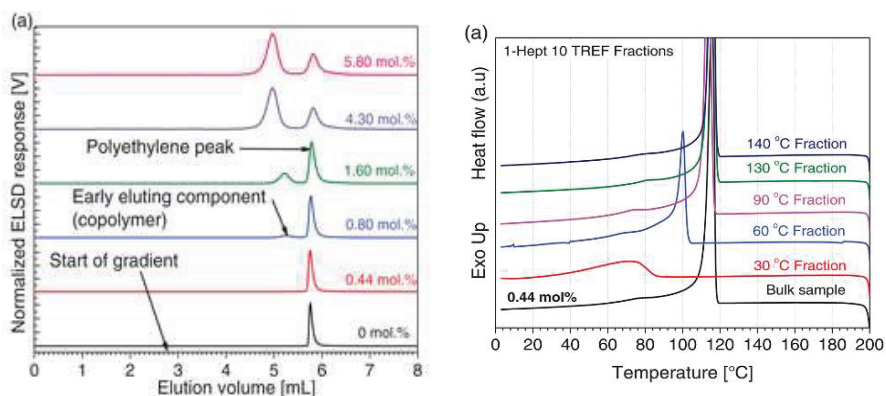 (a)
5.80 mol.%
4.30 mol.%
Polyethylene peak
1.60 mol.%
Early eluting component
(copolymer)
0.80 mol.%
Start of gradient
0.44 mol.%
0 mol.%
Normalized ELSD response [V]
0 1 2 3 4 5 6 7 8
Elution volume [mL]
(a)
1-Hept 10 TREF Fractions
140 °C Fraction
130 °C Fraction
90 °C Fraction
60 °C Fraction
30 °C Fraction
Bulk sample
0.44 mol%
Heat flow (a.u)
Exo Up
0 20 40 60 80 100 120 140 160 180 200
Temperature [°C]